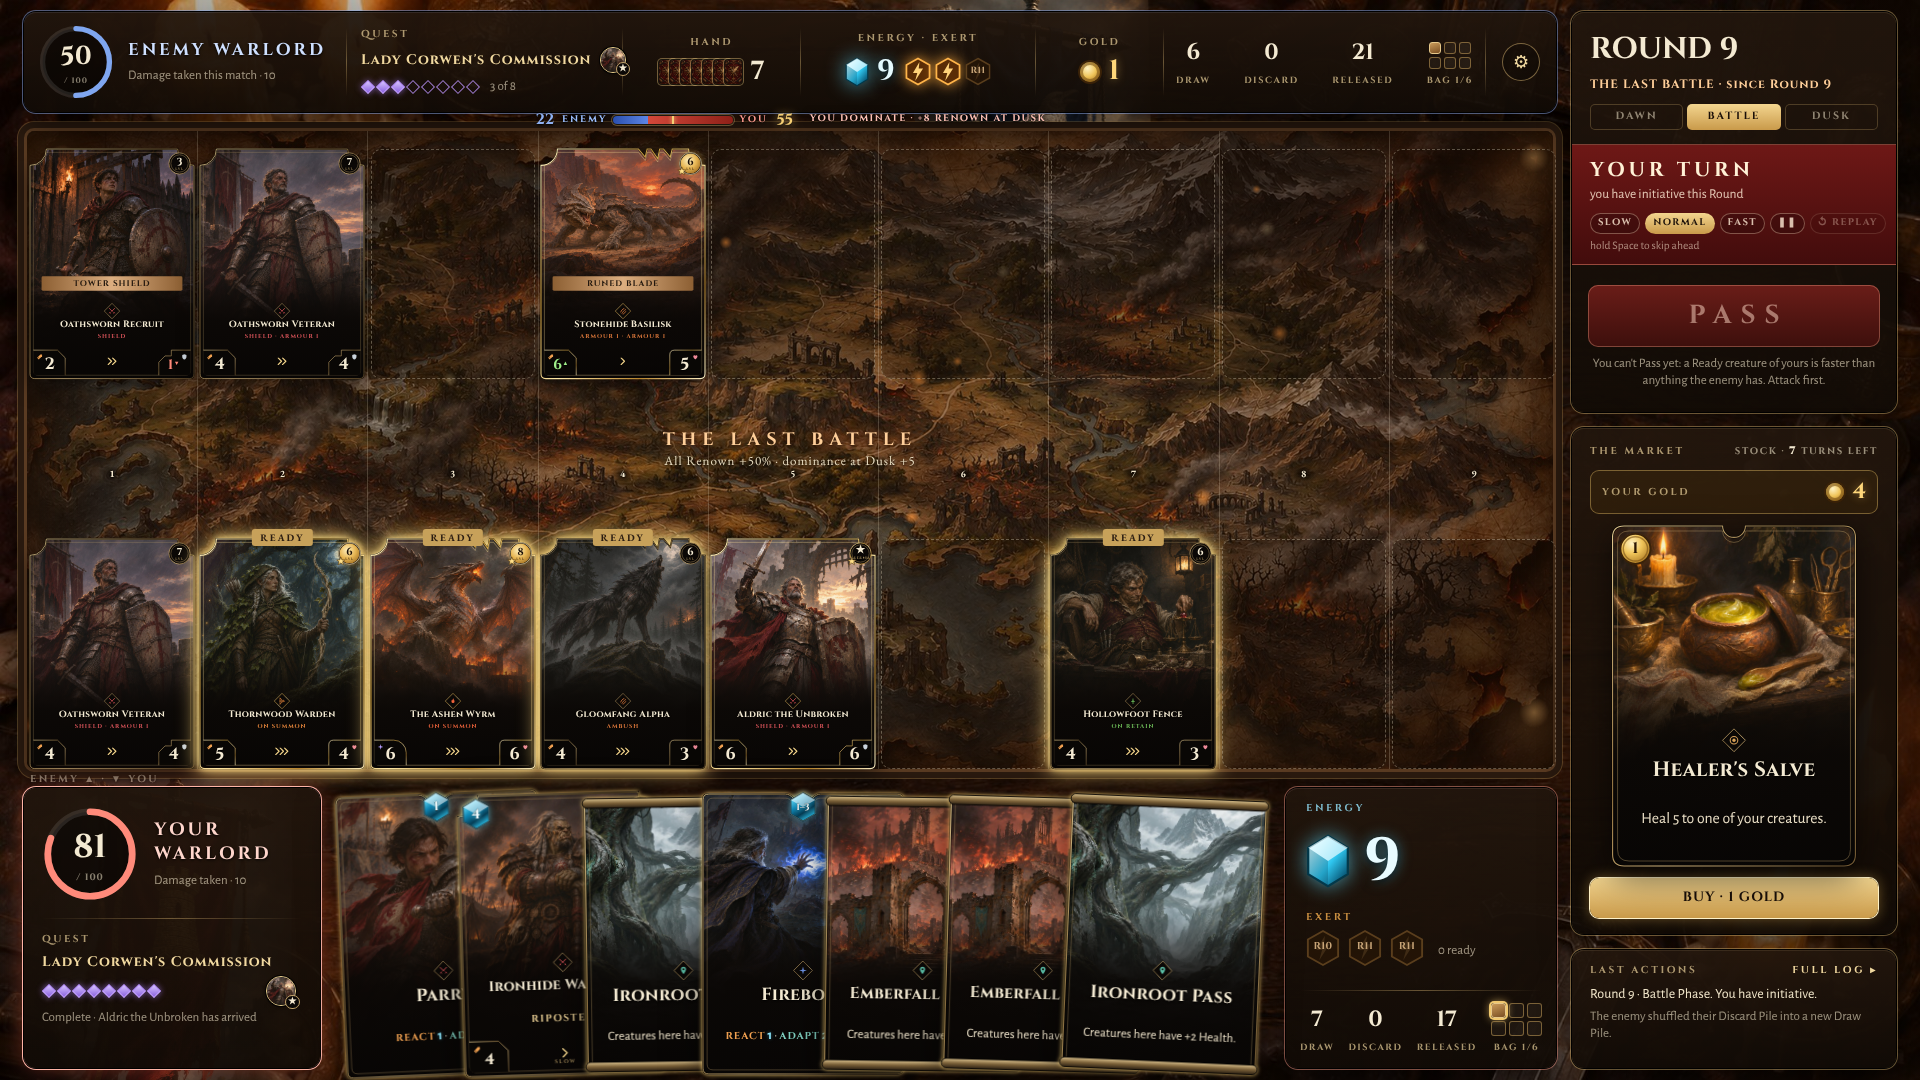 50
/ 100
ENEMY WARLORD
Damage taken this match · 10
QUEST
LADY CORWEN'S COMMISSION
3 of 8
HAND
7
ENERGY · EXERT
9
R11
GOLD
1
6
DRAW
0
DISCARD
21
RELEASED
BAG 1/6
22 ENEMY
YOU 55
YOU DOMINATE · +8 RENOWN AT DUSK
3
TOWER SHIELD
OATHSWORN RECRUIT
SHIELD
2
1
7
OATHSWORN VETERAN
SHIELD · ARMOUR 1
4
4
6
RUNED BLADE
STONEHIDE BASILISK
ARMOUR 1 · ARMOUR 1
6
5
THE LAST BATTLE
All Renown +50% · dominance at Dusk +5
1
2
3
4
5
6
7
8
9
7
OATHSWORN VETERAN
SHIELD · ARMOUR 1
4
4
READY
6
THORNWOOD WARDEN
ON SUMMON
5
4
READY
8
THE ASHEN WYRM
ON SUMMON
6
6
READY
6
GLOOMFANG ALPHA
AMBUSH
4
3
ALDRIC THE UNBROKEN
SHIELD · ARMOUR 1
6
6
READY
6
HOLLOWFOOT FENCE
ON RETAIN
4
3
ENEMY ▲ · ▼ YOU
81
/ 100
YOUR WARLORD
Damage taken · 10
QUEST
LADY CORWEN'S COMMISSION
Complete · Aldric the Unbroken has arrived
1
PARR
REACT 1 · AD
4
IRONHIDE WA
RIPOSTE
4
SLOW
IRONROO
Creatures here hav
1-3
FIREBO
REACT 1 · ADAPT
EMBERFALL
Creatures here hav
EMBERFALL
Creatures here hav
IRONROOT PASS
Creatures here have +2 Health.
ENERGY
9
EXERT
R10
R11
R11
0 ready
7
DRAW
0
DISCARD
17
RELEASED
BAG 1/6
ROUND 9
THE LAST BATTLE · SINCE ROUND 9
DAWN
BATTLE
DUSK
YOUR TURN
you have initiative this Round
SLOW
NORMAL
FAST
REPLAY
hold Space to skip ahead
PASS
You can't Pass yet: a Ready creature of yours is faster than
anything the enemy has. Attack first.
THE MARKET
STOCK · 7 TURNS LEFT
YOUR GOLD
4
1
HEALER'S SALVE
Heal 5 to one of your creatures.
BUY · 1 GOLD
LAST ACTIONS
FULL LOG ▸
Round 9 · Battle Phase. You have initiative.
The enemy shuffled their Discard Pile into a new Draw
Pile.